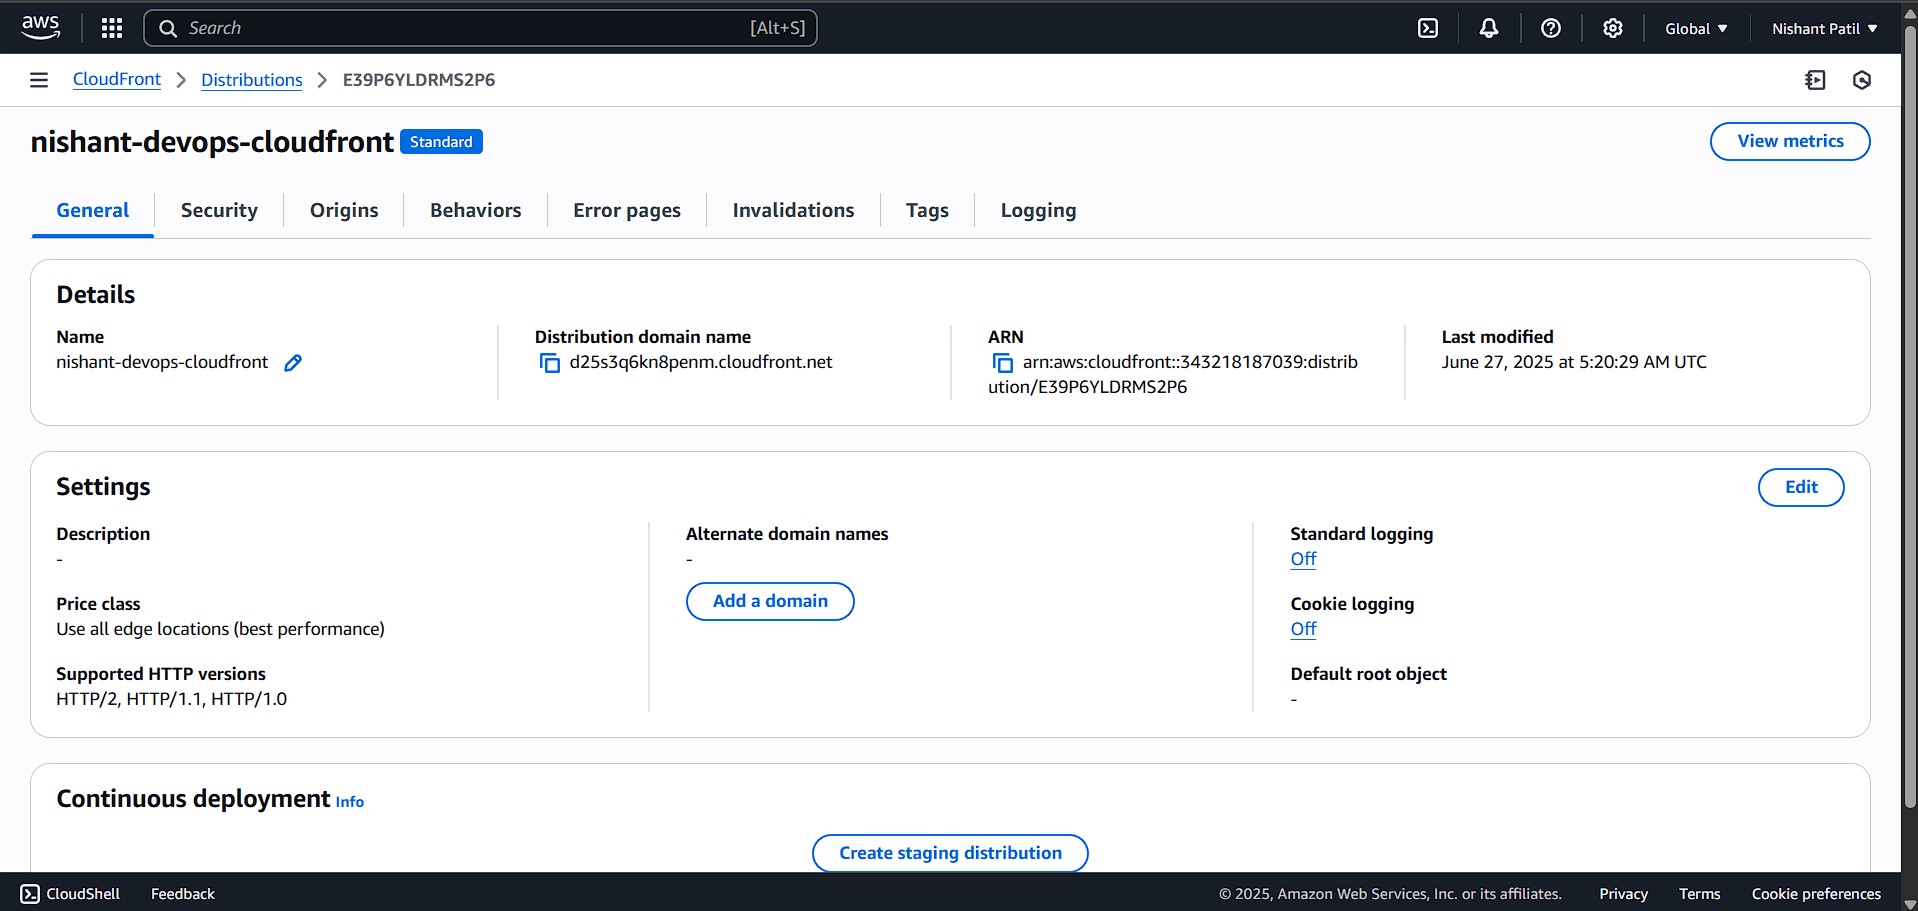 aws
Search [Alt+S]
Global
Nishant Patil
CloudFront
Distributions
E39P6YLDRMS2P6
nishant-devops-cloudfront Standard
View metrics
General Security Origins Behaviors Error pages Invalidations Tags Logging
Details
Name
nishant-devops-cloudfront
Distribution domain name
d25s3q6kn8penm.cloudfront.net
ARN
arn:aws:cloudfront::343218187039:distrib
ution/E39P6YLDRMS2P6
Last modified
June 27, 2025 at 5:20:29 AM UTC
Settings
Edit
Description
-
Price class
Use all edge locations (best performance)
Supported HTTP versions
HTTP/2, HTTP/1.1, HTTP/1.0
Alternate domain names
-
Add a domain
Standard logging
Off
Cookie logging
Off
Default root object
-
Continuous deployment Info
Create staging distribution
CloudShell
Feedback
© 2025, Amazon Web Services, Inc. or its affiliates.
Privacy
Terms
Cookie preferences